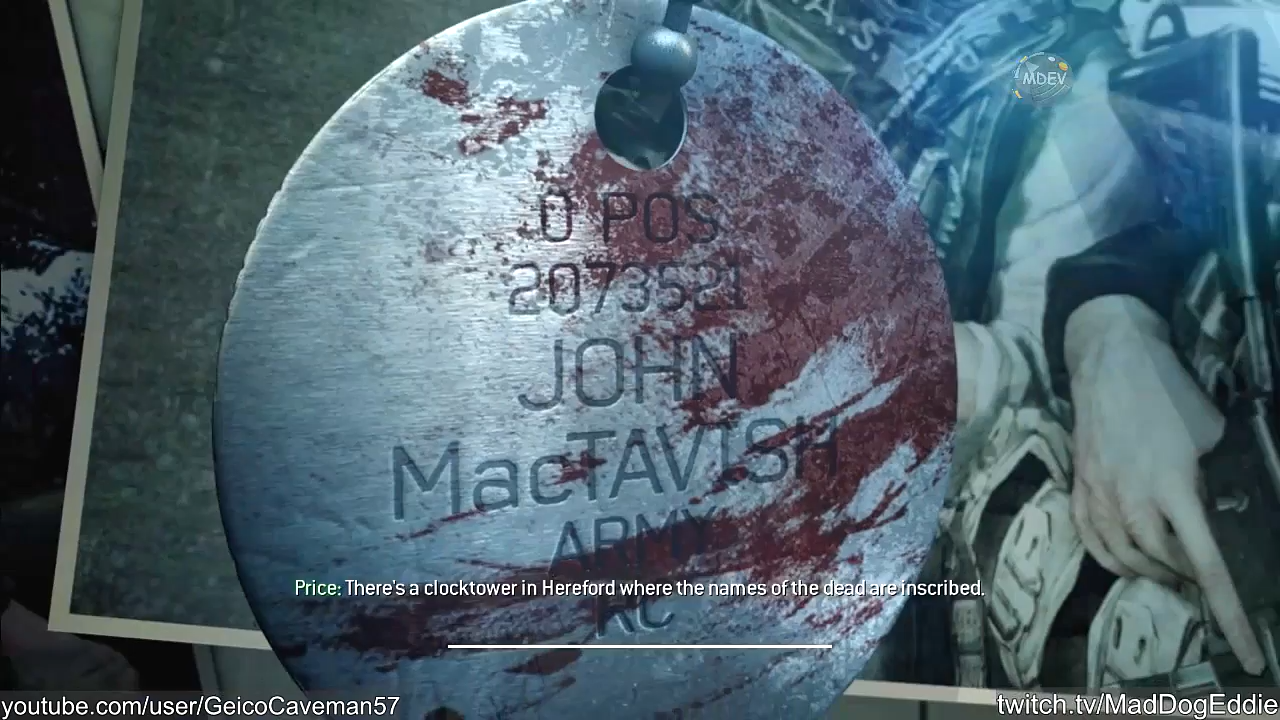 A.S
MDEV
O POS
2073521
JOHN
MacTAVISH
ARMY
Price: There's a clocktower in Hereford where the names of the dead are inscribed.
RC
youtube.com/user/GeicoCaveman57
twitch.tv/MadDogEddie